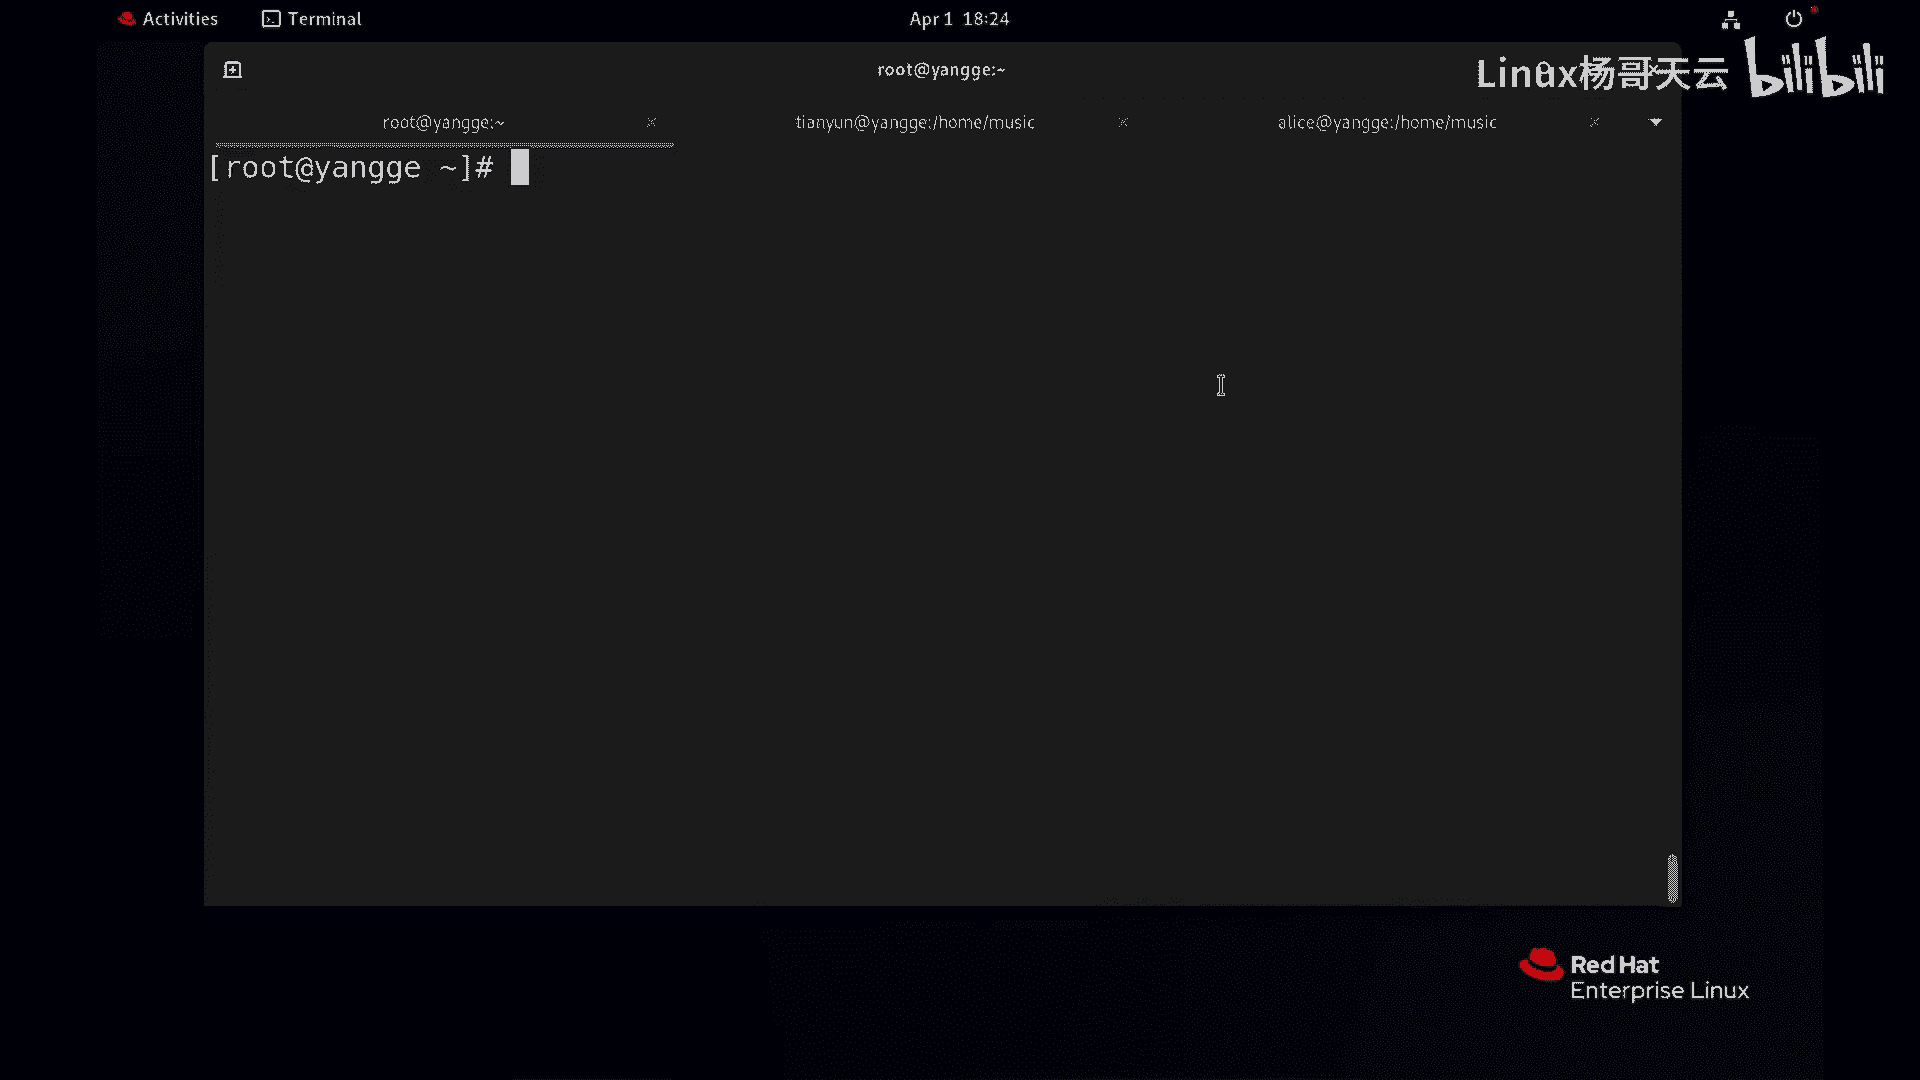 Activities
Terminal
Apr 1 18:24
root@yangge:~
Linux杨哥天云 bilibili
root@yangge:~
tianyun@yangge:/home/music
alice@yangge:/home/music
[root@yangge ~]#
Red Hat
Enterprise Linux